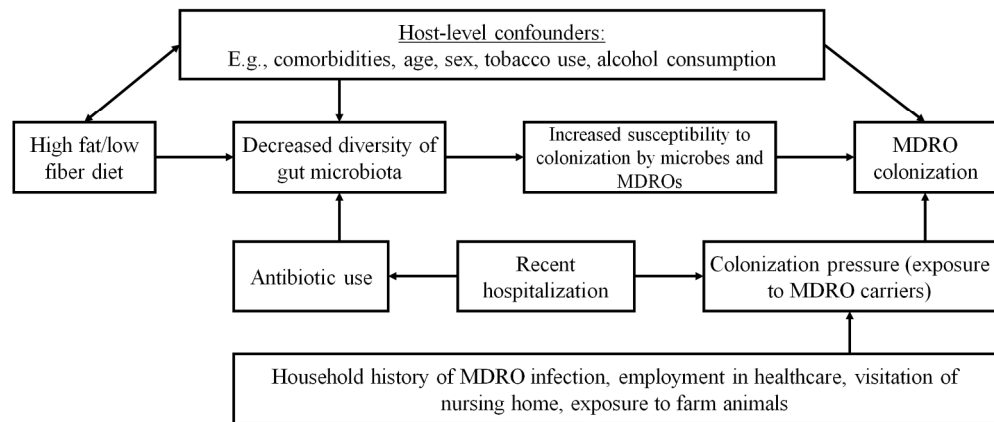 Host-level confounders:
E.g., comorbidities, age, sex, tobacco use, alcohol consumption
High fat/low
fiber diet
Decreased diversity of
gut microbiota
Increased susceptibility to
colonization by microbes and
MDROs
MDRO
colonization
Antibiotic use
Recent
hospitalization
Colonization pressure (exposure
to MDRO carriers)
Household history of MDRO infection, employment in healthcare, visitation of
nursing home, exposure to farm animals